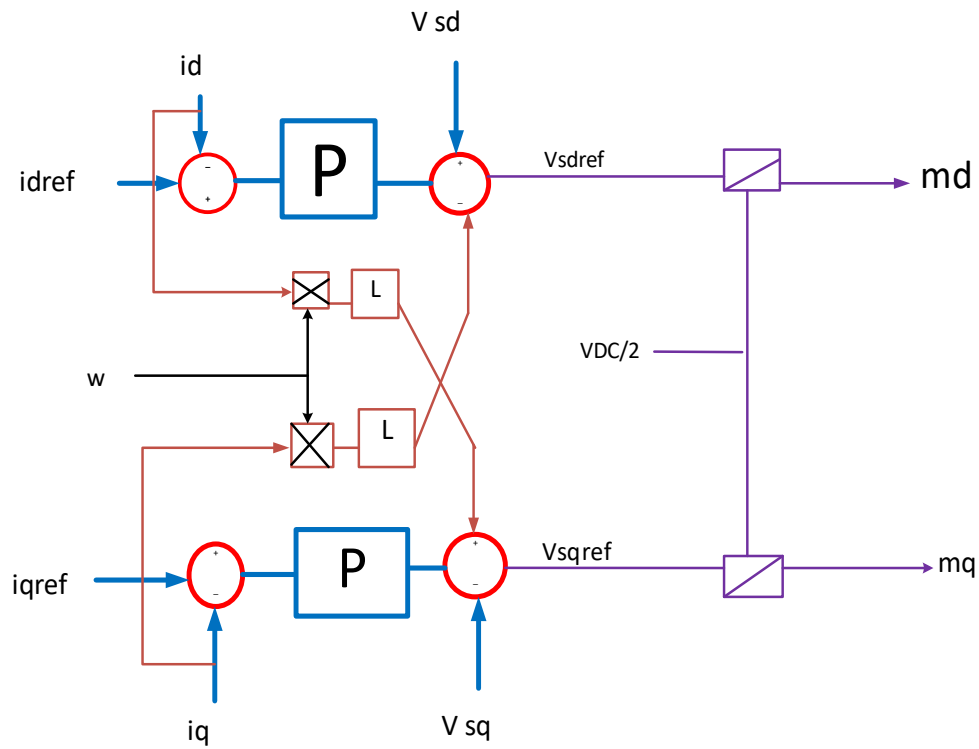 V sd
id
P
Vsdref
md
idref
L
VDC/2
w
L
P
Vsqref
mq
iqref
iq
V sq